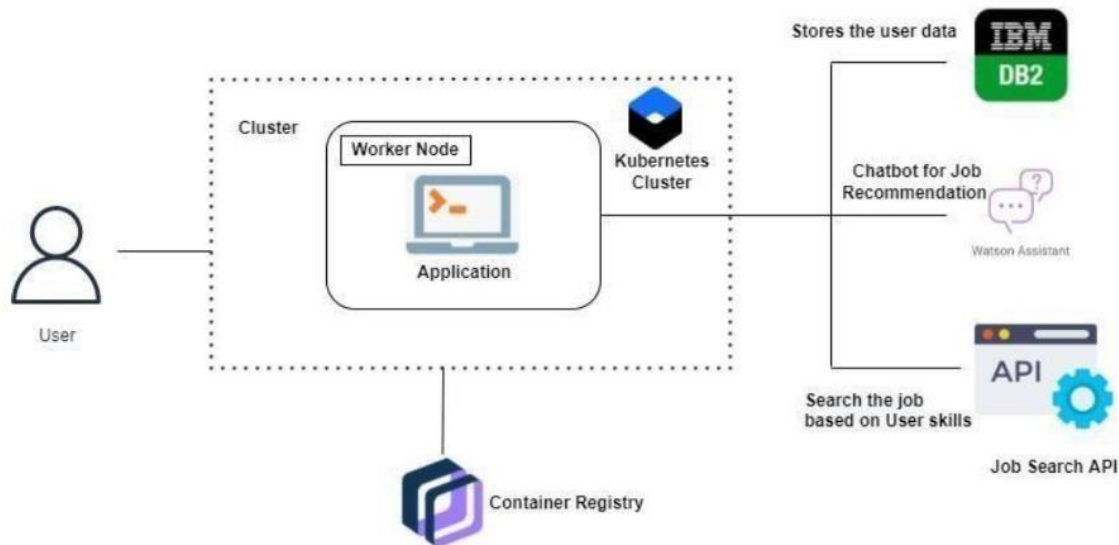 Stores the user data
IBM
DB2
Cluster
Worker Node
Kubernetes
Cluster
>_
Application
Chatbot for Job
Recommendation
?
...
Watson Assistant
User
API
Search the job
based on User skills
Job Search API
Container Registry